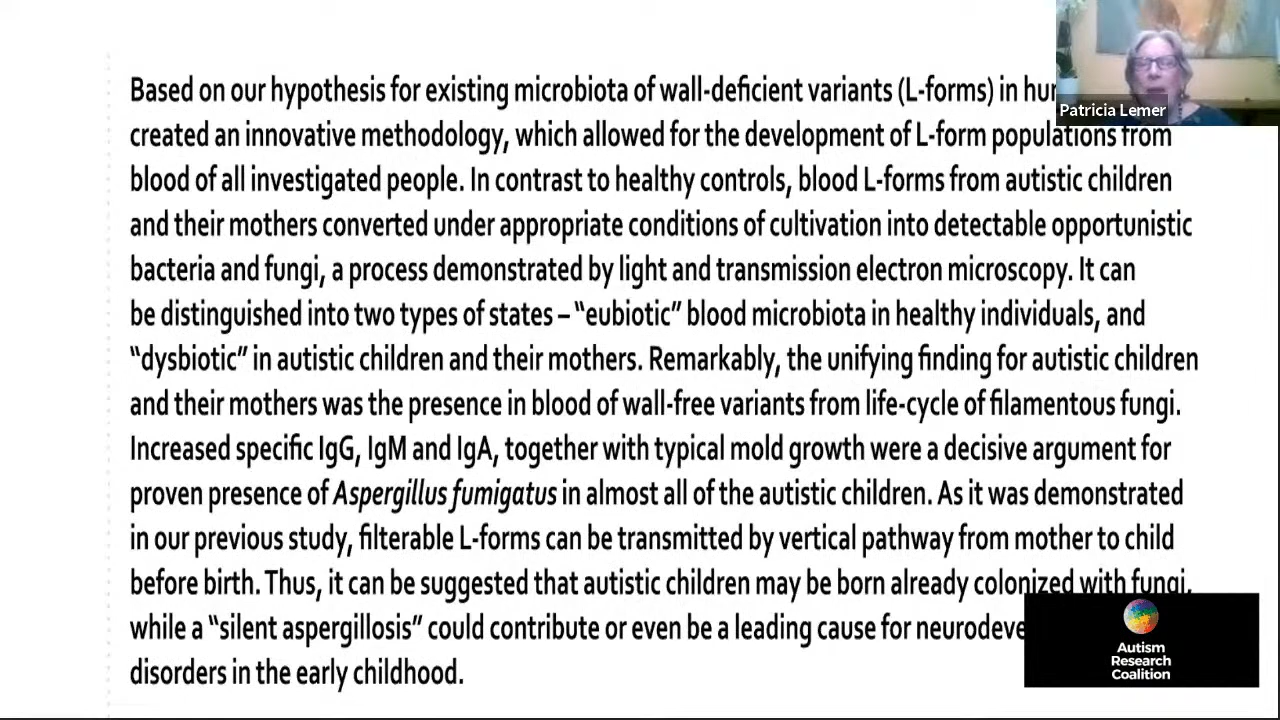 Based on our hypothesis for existing microbiota of wall-deficient variants (L-forms) in
created an innovative methodology, which allowed for the development of L-form populations from
blood of all investigated people. In contrast to healthy controls, blood L-forms from autistic children
and their mothers converted under appropriate conditions of cultivation into detectable opportunistic
bacteria and fungi, a process demonstrated by light and transmission electron microscopy. It can
be distinguished into two types of states – “eubiotic” blood microbiota in healthy individuals, and
“dysbiotic” in autistic children and their mothers. Remarkably, the unifying finding for autistic children
and their mothers was the presence in blood of wall-free variants from life-cycle of filamentous fungi.
Increased specific IgG, IgM and IgA, together with typical mold growth were a decisive argument for
proven presence of Aspergillus fumigatus in almost all of the autistic children. As it was demonstrated
in our previous study, filterable L-forms can be transmitted by vertical pathway from mother to child
before birth. Thus, it can be suggested that autistic children may be born already colonized with fungi,
while a “silent aspergillosis” could contribute or even be a leading cause for
disorders in the early childhood.
Patricia Lemer
Autism
Research
Coalition